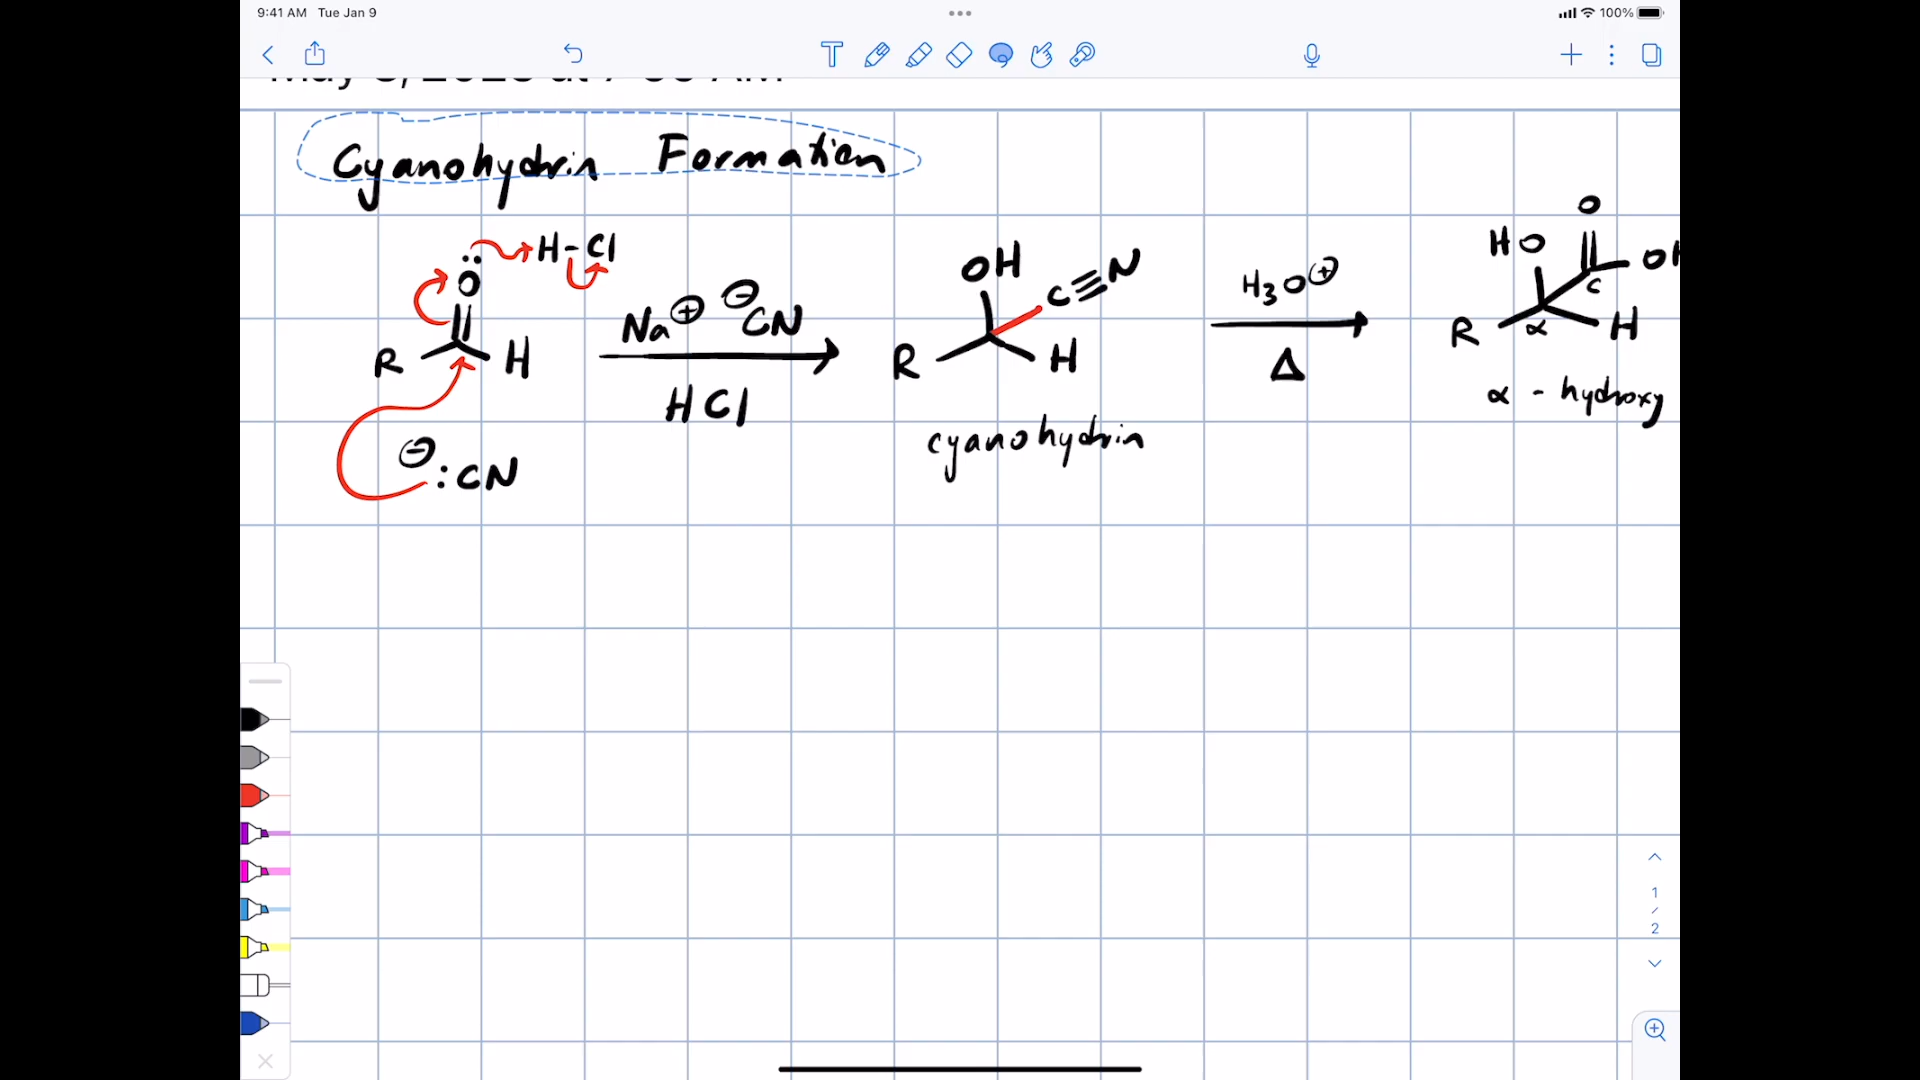 9:41 AM Tue Jan 9
100%
Cyanohydrin Formation
H-Cl
O
R H
⊖
:CN
Na⊕ ⊖CN
HCl
OH
C≡N
R H
cyanohydrin
H3O⊕
Δ
O
HO
OH
C
R α H
α - hydroxy
1
/
2